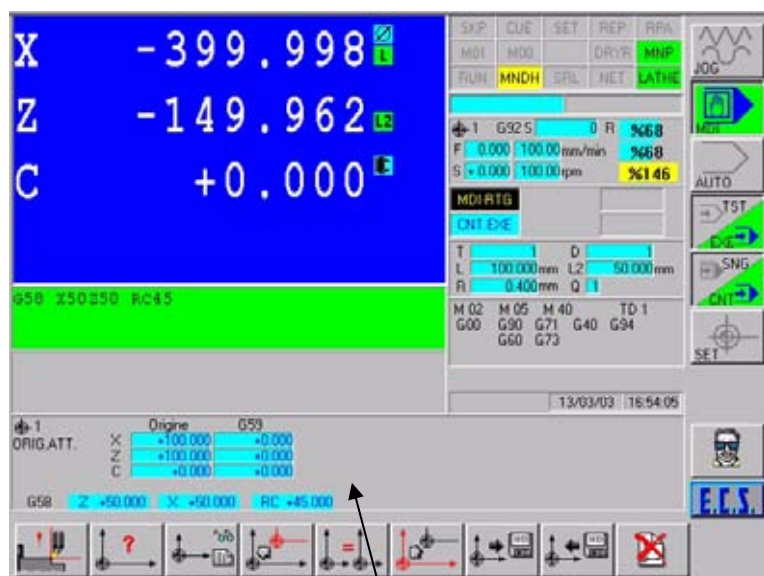 X -399.998 L
Z -149.962 L2
C +0.000
G58 X50Z50 RC45
SKP CUE SET REP RPA
M01 M00 DRYR MNP
RUN MNDH SRL NET LATHE
1 G92 S 0 R %68
F 0.000 100.00 mm/min %68
S +0.000 100.00 rpm %146
MDI-RTG
CNT.EXE
T 1 D 1
L 100.000 mm L2 50.000 mm
R 0.400 mm Q 1
M 02 M 05 M 40 TD 1
G00 G90 G71 G40 G94
G60 G73
13/03/03 16:54:05
JOG
MDI
AUTO
TST
EXE
SNG
CNT
SET
1 Origine G59
ORIG.ATT. X +100.000 +0.000
Z +100.000 +0.000
C +0.000 +0.000
G58 Z +50.000 X +50.000 RC +45.000
E.C.S.
?
=